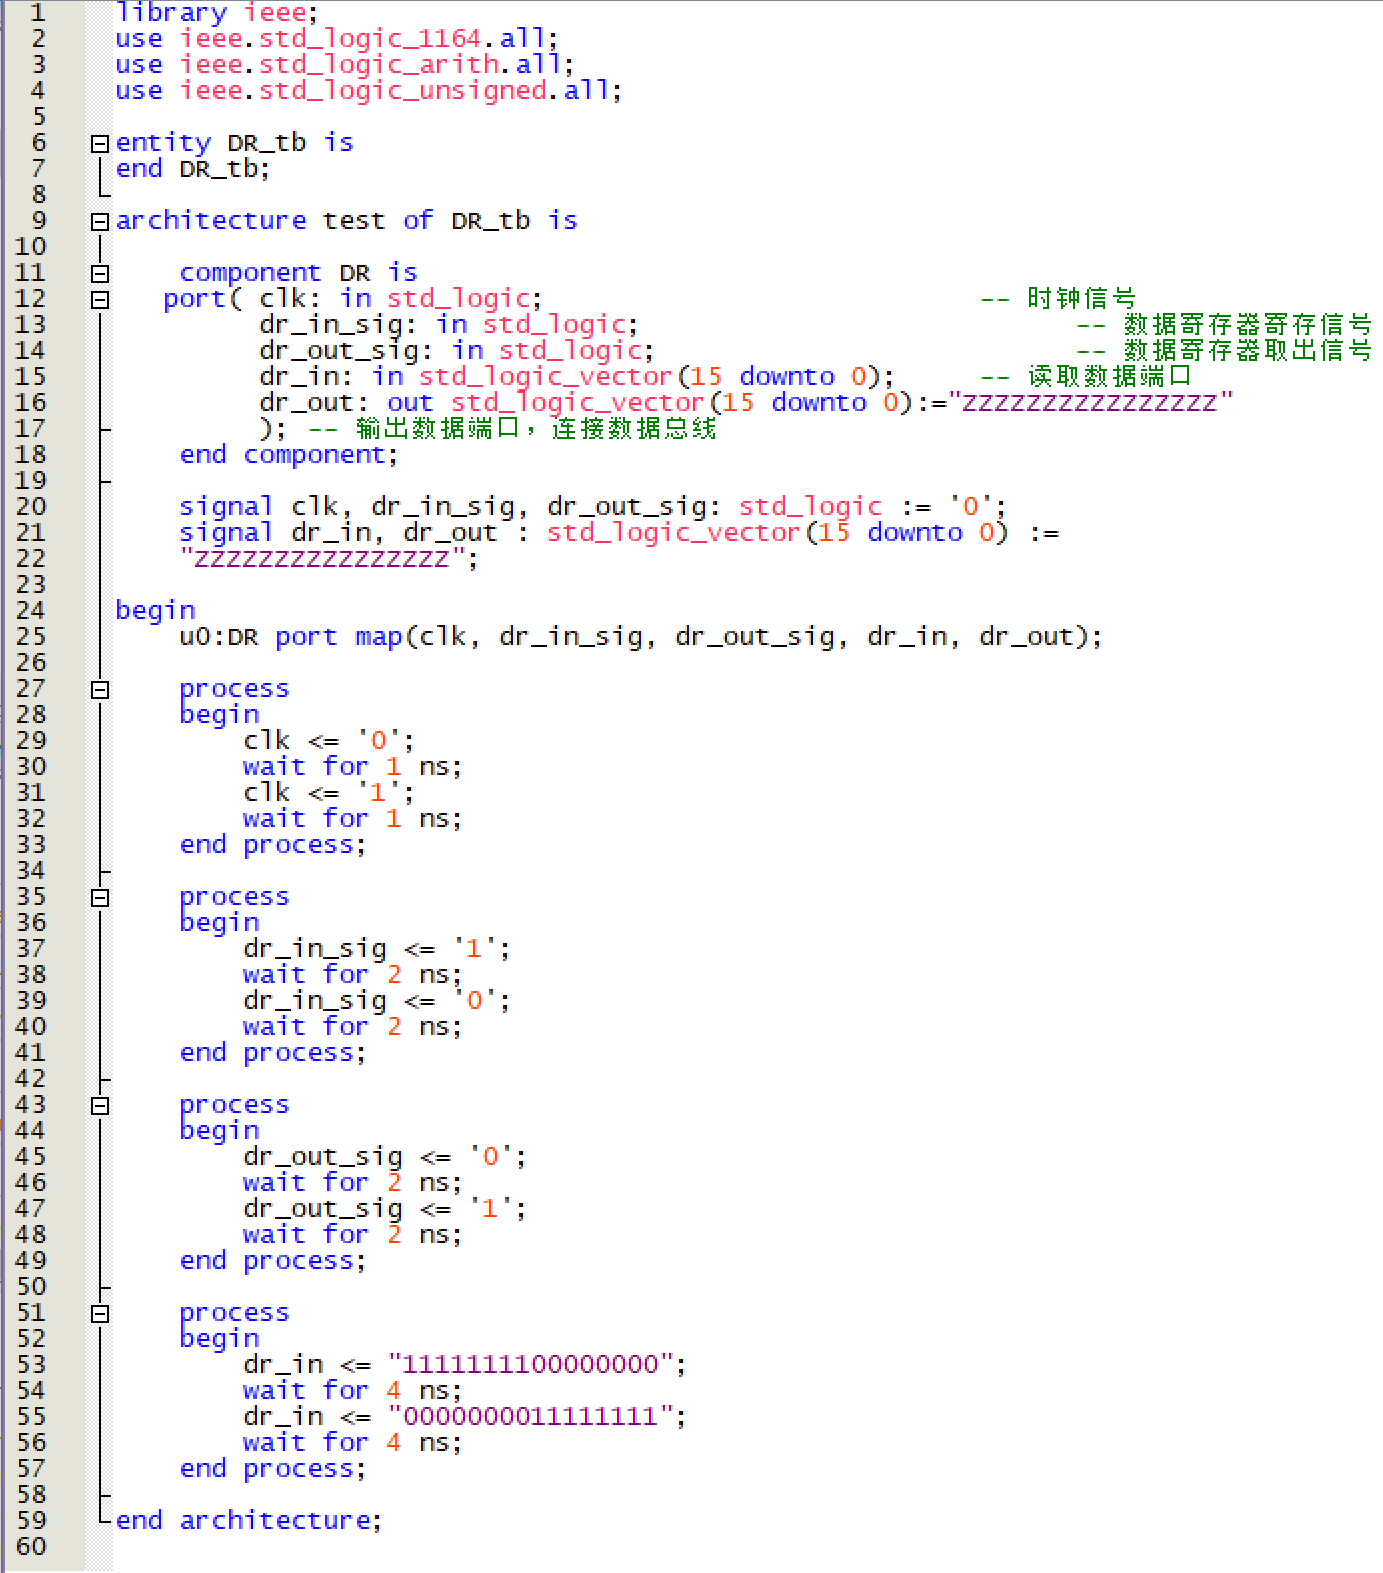 1 library ieee;
2 use ieee.std_logic_1164.all;
3 use ieee.std_logic_arith.all;
4 use ieee.std_logic_unsigned.all;
5
6 entity DR_tb is
7 end DR_tb;
8
9 architecture test of DR_tb is
10
11 component DR is
12 port( clk: in std_logic; -- 时钟信号
13 dr_in_sig: in std_logic; -- 数据寄存器寄存信号
14 dr_out_sig: in std_logic; -- 数据寄存器取出信号
15 dr_in: in std_logic_vector(15 downto 0); -- 读取数据端口
16 dr_out: out std_logic_vector(15 downto 0):="ZZZZZZZZZZZZZZZZ"
17 ); -- 输出数据端口，连接数据总线
18 end component;
19
20 signal clk, dr_in_sig, dr_out_sig: std_logic := '0';
21 signal dr_in, dr_out : std_logic_vector(15 downto 0) :=
22 "ZZZZZZZZZZZZZZZZ";
23
24 begin
25 u0:DR port map(clk, dr_in_sig, dr_out_sig, dr_in, dr_out);
26
27 process
28 begin
29 clk <= '0';
30 wait for 1 ns;
31 clk <= '1';
32 wait for 1 ns;
33 end process;
34
35 process
36 begin
37 dr_in_sig <= '1';
38 wait for 2 ns;
39 dr_in_sig <= '0';
40 wait for 2 ns;
41 end process;
42
43 process
44 begin
45 dr_out_sig <= '0';
46 wait for 2 ns;
47 dr_out_sig <= '1';
48 wait for 2 ns;
49 end process;
50
51 process
52 begin
53 dr_in <= "1111111100000000";
54 wait for 4 ns;
55 dr_in <= "0000000011111111";
56 wait for 4 ns;
57 end process;
58
59 end architecture;
60